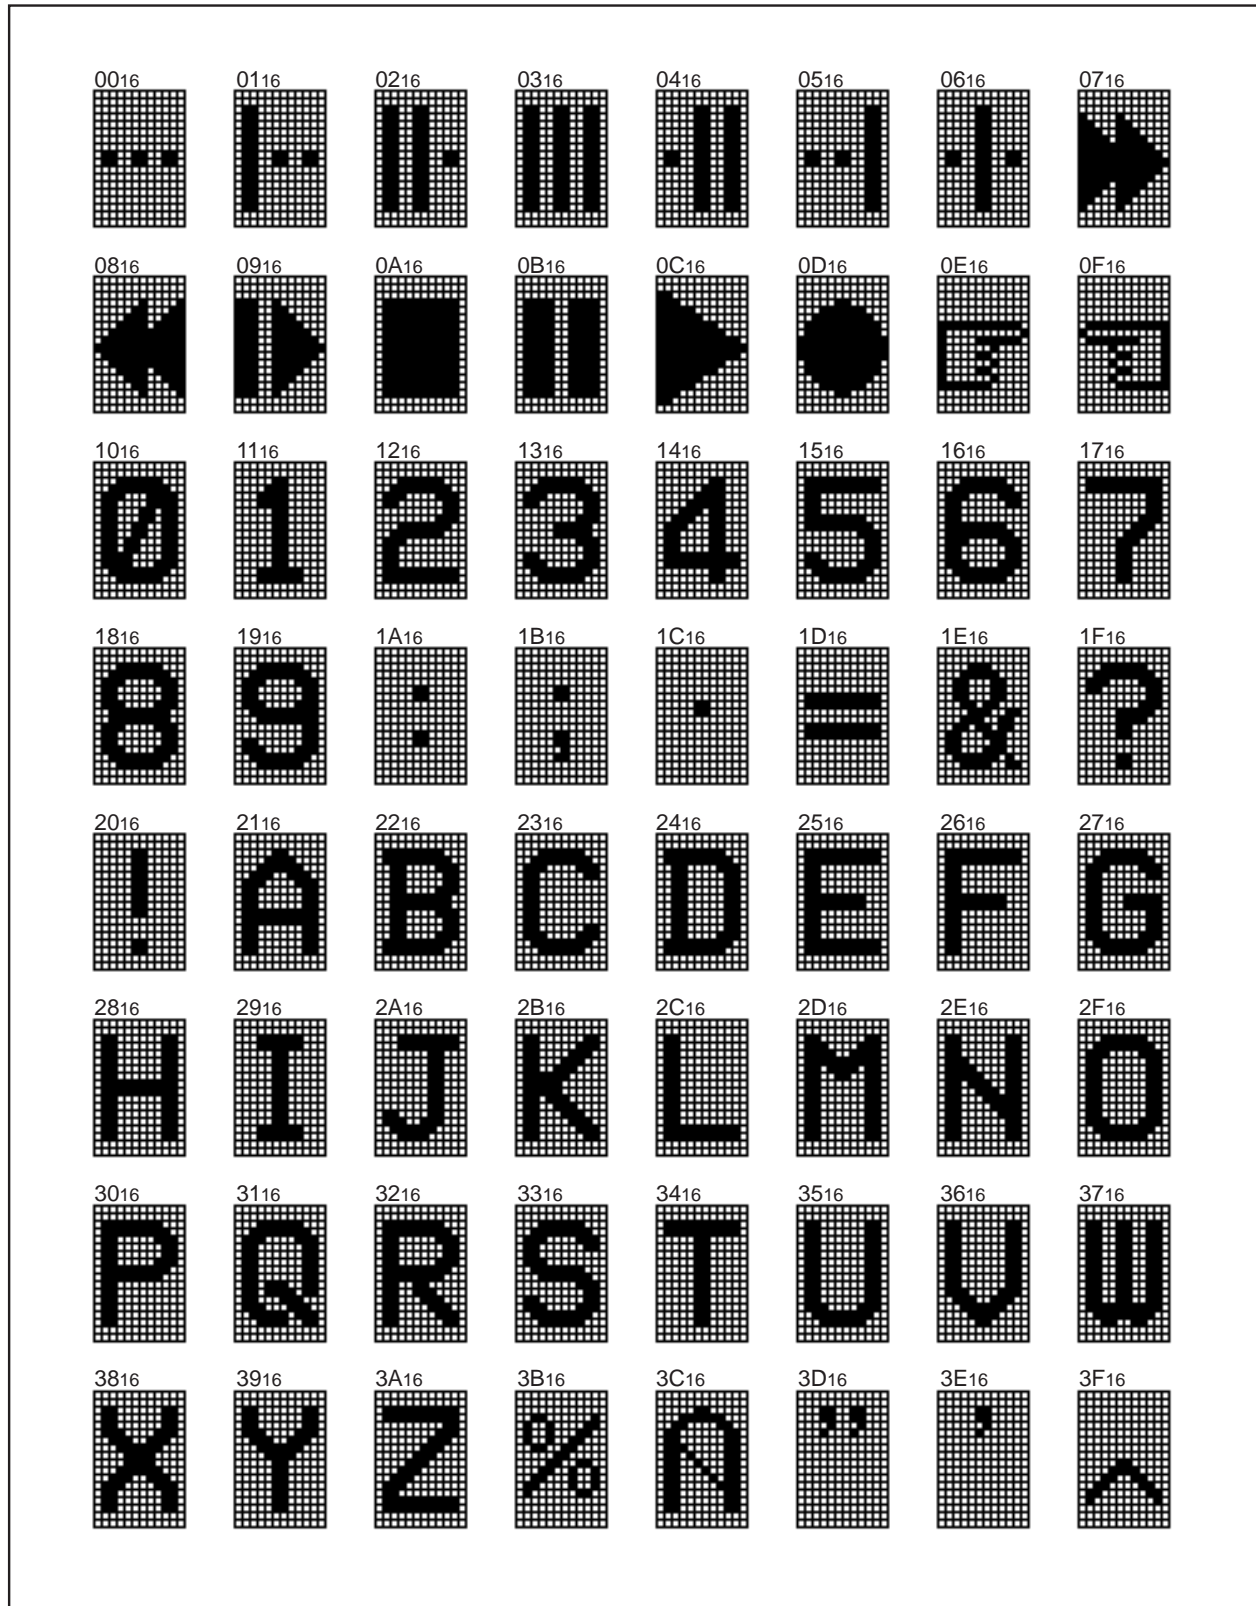 00₁₆ 01₁₆ 02₁₆ 03₁₆ 04₁₆ 05₁₆ 06₁₆ 07₁₆
08₁₆ 09₁₆ 0A₁₆ 0B₁₆ 0C₁₆ 0D₁₆ 0E₁₆ 0F₁₆
10₁₆ 11₁₆ 12₁₆ 13₁₆ 14₁₆ 15₁₆ 16₁₆ 17₁₆
0 1 2 3 4 5 6 7
18₁₆ 19₁₆ 1A₁₆ 1B₁₆ 1C₁₆ 1D₁₆ 1E₁₆ 1F₁₆
8 9 : ; · = & ?
20₁₆ 21₁₆ 22₁₆ 23₁₆ 24₁₆ 25₁₆ 26₁₆ 27₁₆
! A B C D E F G
28₁₆ 29₁₆ 2A₁₆ 2B₁₆ 2C₁₆ 2D₁₆ 2E₁₆ 2F₁₆
H I J K L M N O
30₁₆ 31₁₆ 32₁₆ 33₁₆ 34₁₆ 35₁₆ 36₁₆ 37₁₆
P Q R S T U V W
38₁₆ 39₁₆ 3A₁₆ 3B₁₆ 3C₁₆ 3D₁₆ 3E₁₆ 3F₁₆
X Y Z % ” ’